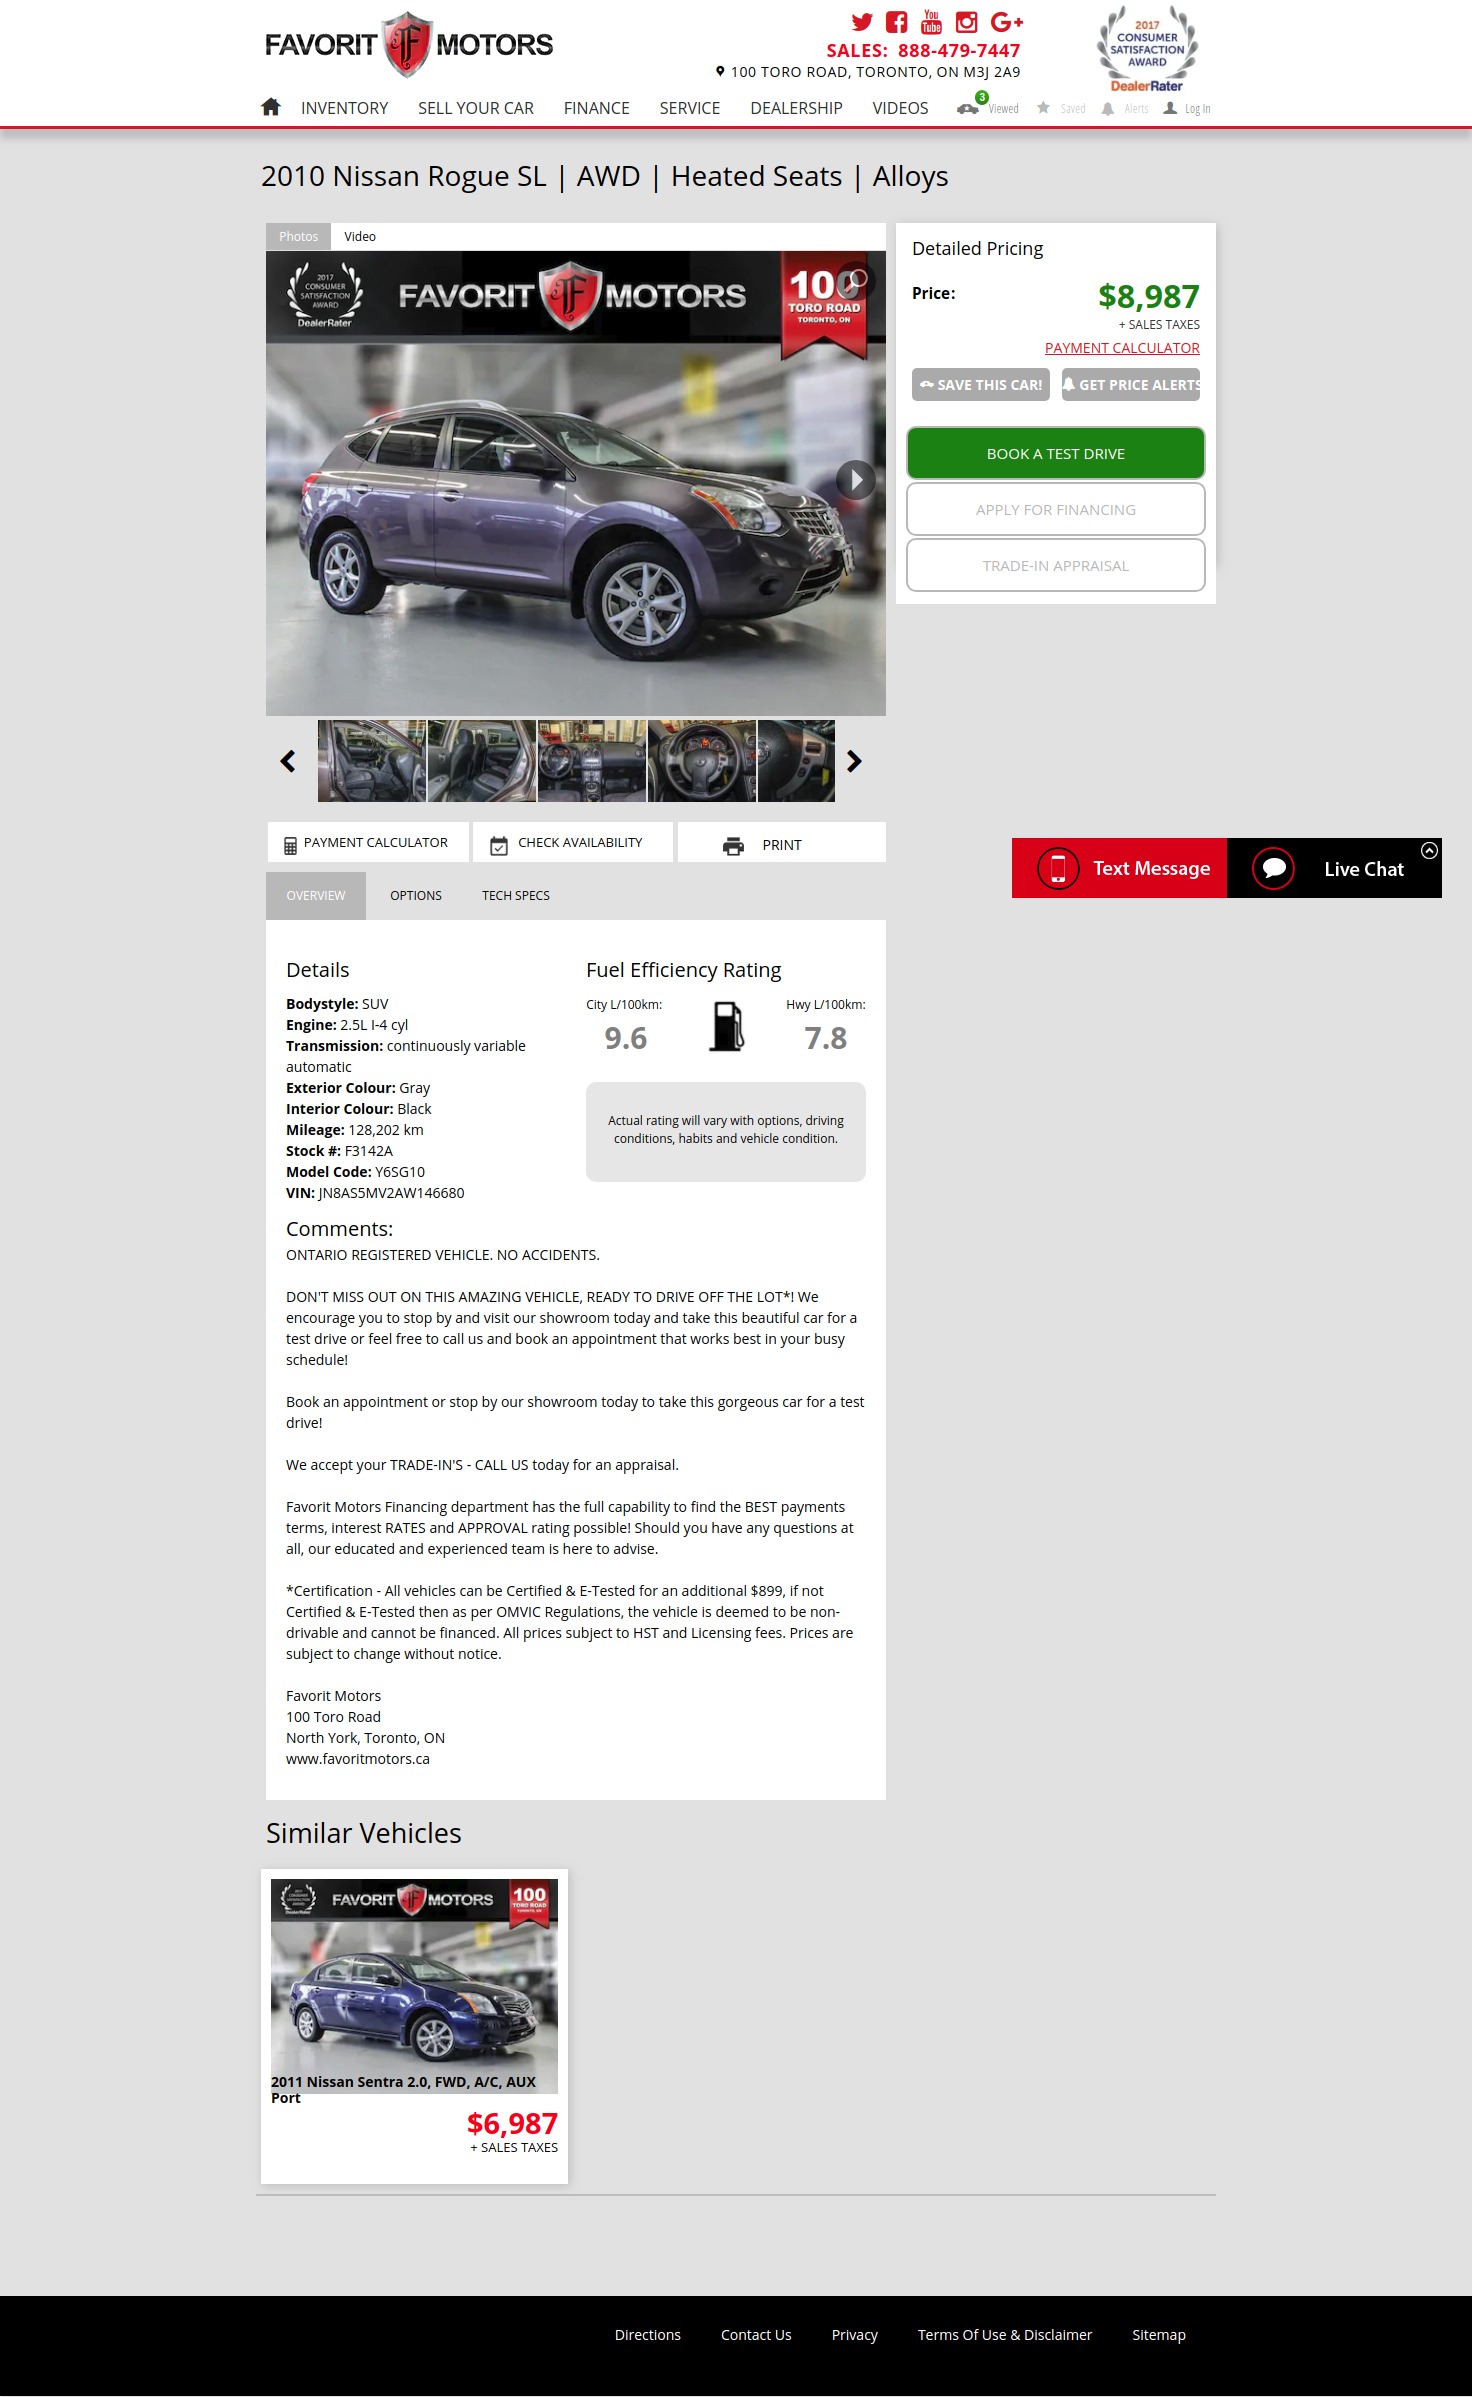 FAVORIT MOTORS
You Tube
SALES: 888-479-7447
100 TORO ROAD, TORONTO, ON M3J 2A9
2017
CONSUMER
SATISFACTION
AWARD
DealerRater
INVENTORY SELL YOUR CAR FINANCE SERVICE DEALERSHIP VIDEOS 3 Viewed Saved Alerts Log In
2010 Nissan Rogue SL | AWD | Heated Seats | Alloys
Photos Video
2017
CONSUMER
SATISFACTION
AWARD
DealerRater
FAVORIT MOTORS
100
TORO ROAD
TORONTO, ON
Detailed Pricing
Price: $8,987
+ SALES TAXES
PAYMENT CALCULATOR
SAVE THIS CAR! GET PRICE ALERTS
BOOK A TEST DRIVE
APPLY FOR FINANCING
TRADE-IN APPRAISAL
PAYMENT CALCULATOR CHECK AVAILABILITY PRINT
Text Message Live Chat
OVERVIEW OPTIONS TECH SPECS
Details
Bodystyle: SUV
Engine: 2.5L I-4 cyl
Transmission: continuously variable
automatic
Exterior Colour: Gray
Interior Colour: Black
Mileage: 128,202 km
Stock #: F3142A
Model Code: Y6SG10
VIN: JN8AS5MV2AW146680
Fuel Efficiency Rating
City L/100km: Hwy L/100km:
9.6 7.8
Actual rating will vary with options, driving
conditions, habits and vehicle condition.
Comments:
ONTARIO REGISTERED VEHICLE. NO ACCIDENTS.
DON'T MISS OUT ON THIS AMAZING VEHICLE, READY TO DRIVE OFF THE LOT*! We
encourage you to stop by and visit our showroom today and take this beautiful car for a
test drive or feel free to call us and book an appointment that works best in your busy
schedule!
Book an appointment or stop by our showroom today to take this gorgeous car for a test
drive!
We accept your TRADE-IN'S - CALL US today for an appraisal.
Favorit Motors Financing department has the full capability to find the BEST payments
terms, interest RATES and APPROVAL rating possible! Should you have any questions at
all, our educated and experienced team is here to advise.
*Certification - All vehicles can be Certified & E-Tested for an additional $899, if not
Certified & E-Tested then as per OMVIC Regulations, the vehicle is deemed to be non-
drivable and cannot be financed. All prices subject to HST and Licensing fees. Prices are
subject to change without notice.
Favorit Motors
100 Toro Road
North York, Toronto, ON
www.favoritmotors.ca
Similar Vehicles
2017
CONSUMER
SATISFACTION
AWARD
DealerRater
FAVORIT MOTORS
100
TORO ROAD
TORONTO, ON
2011 Nissan Sentra 2.0, FWD, A/C, AUX
Port
$6,987
+ SALES TAXES
Directions Contact Us Privacy Terms Of Use & Disclaimer Sitemap